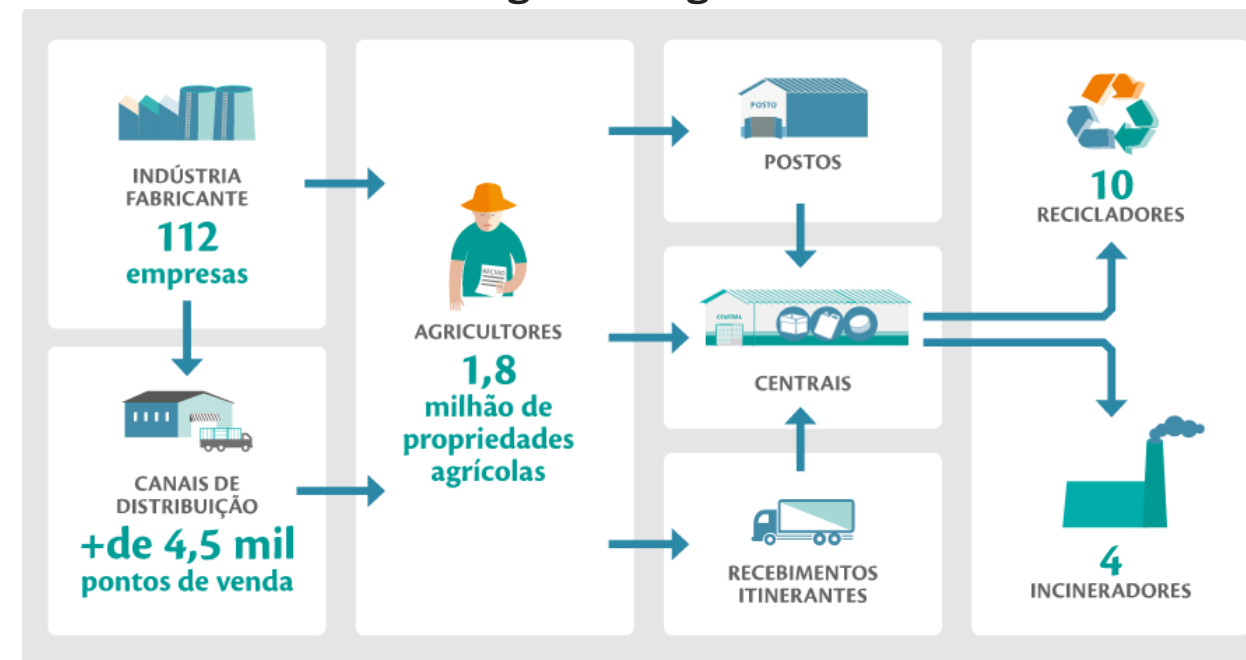 INDÚSTRIA
FABRICANTE
112
empresas
CANAIS DE
DISTRIBUIÇÃO
+de 4,5 mil
pontos de venda
RECIBO
AGRICULTORES
1,8
milhão de
propriedades
agrícolas
POSTO
POSTOS
CENTRAL
CENTRAIS
RECEBIMENTOS
ITINERANTES
10
RECICLADORES
4
INCINERADORES